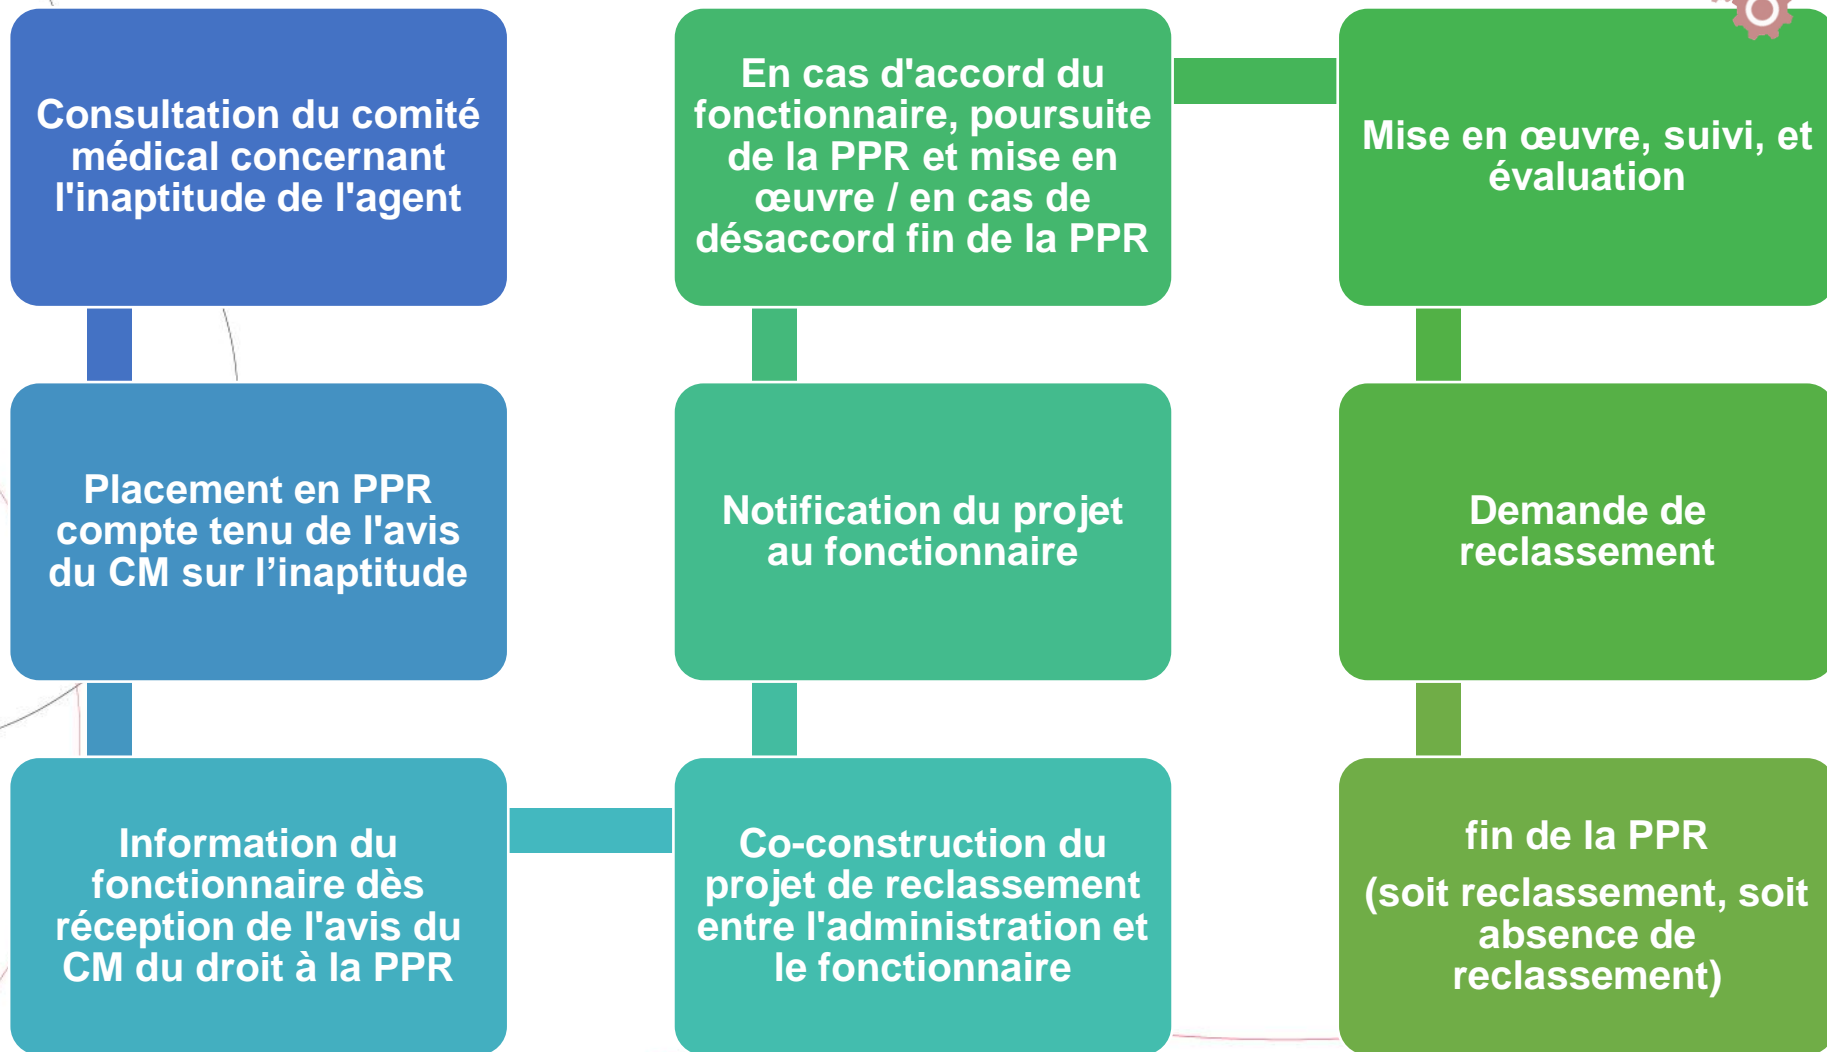 Consultation du comité
médical concernant
l'inaptitude de l'agent
Placement en PPR
compte tenu de l'avis
du CM sur l’inaptitude
Information du
fonctionnaire dès
réception de l'avis du
CM du droit à la PPR
Co-construction du
projet de reclassement
entre l'administration et
le fonctionnaire
Notification du projet
au fonctionnaire
En cas d'accord du
fonctionnaire, poursuite
de la PPR et mise en
œuvre / en cas de
désaccord fin de la PPR
Mise en œuvre, suivi, et
évaluation
Demande de
reclassement
fin de la PPR
(soit reclassement, soit
absence de
reclassement)